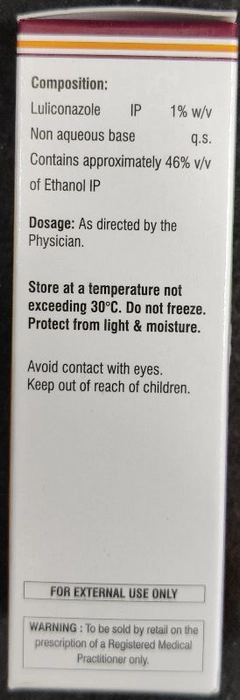 Composition:
Luliconazole IP 1% w/v
Non aqueous base q.s.
Contains approximately 46% v/v
of Ethanol IP
Dosage: As directed by the
Physician.
Store at a temperature not
exceeding 30°C. Do not freeze.
Protect from light & moisture.
Avoid contact with eyes.
Keep out of reach of children.
FOR EXTERNAL USE ONLY
WARNING : To be sold by retail on the
prescription of a Registered Medical
Practitioner only.